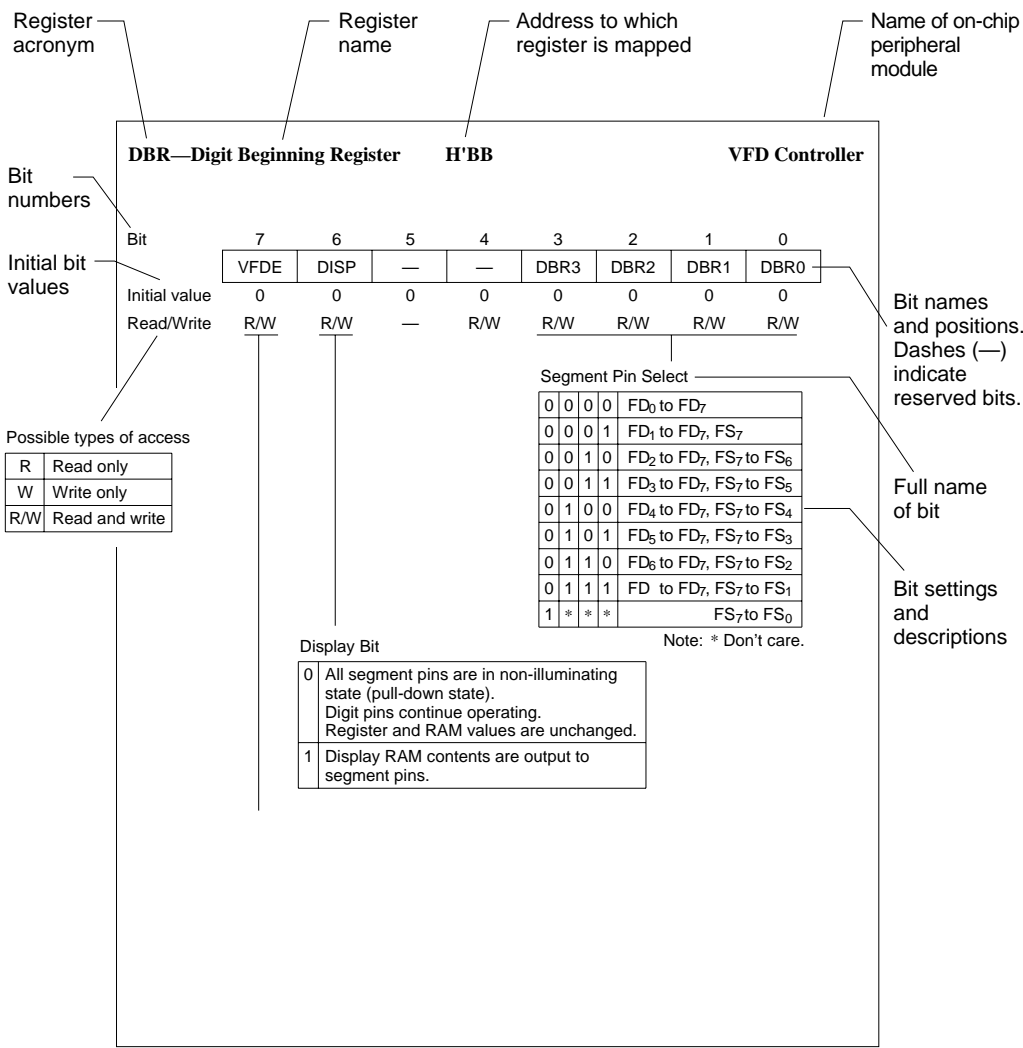 Register
acronym
Register
name
Address to which
register is mapped
Name of on-chip
peripheral
module
DBR—Digit Beginning Register H'BB VFD Controller
Bit
numbers
Bit 7 6 5 4 3 2 1 0
VFDE DISP — — DBR3 DBR2 DBR1 DBR0
Initial bit
values
Initial value 0 0 0 0 0 0 0 0
Read/Write R/W R/W — R/W R/W R/W R/W R/W
Bit names
and positions.
Dashes (—)
indicate
reserved bits.
Possible types of access
R Read only
W Write only
R/W Read and write
Segment Pin Select
0 0 0 0 FD0 to FD7
0 0 0 1 FD1 to FD7, FS7
0 0 1 0 FD2 to FD7, FS7 to FS6
0 0 1 1 FD3 to FD7, FS7 to FS5
0 1 0 0 FD4 to FD7, FS7 to FS4
0 1 0 1 FD5 to FD7, FS7 to FS3
0 1 1 0 FD6 to FD7, FS7 to FS2
0 1 1 1 FD to FD7, FS7 to FS1
1 * * * FS7 to FS0
Note: * Don't care.
Full name
of bit
Bit settings
and
descriptions
Display Bit
0 All segment pins are in non-illuminating
state (pull-down state).
Digit pins continue operating.
Register and RAM values are unchanged.
1 Display RAM contents are output to
segment pins.